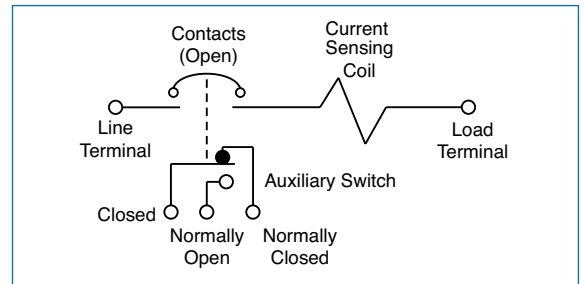 Contacts
(Open)
Current
Sensing
Coil
Line
Terminal
Load
Terminal
Auxiliary Switch
Closed
Normally
Open
Normally
Closed